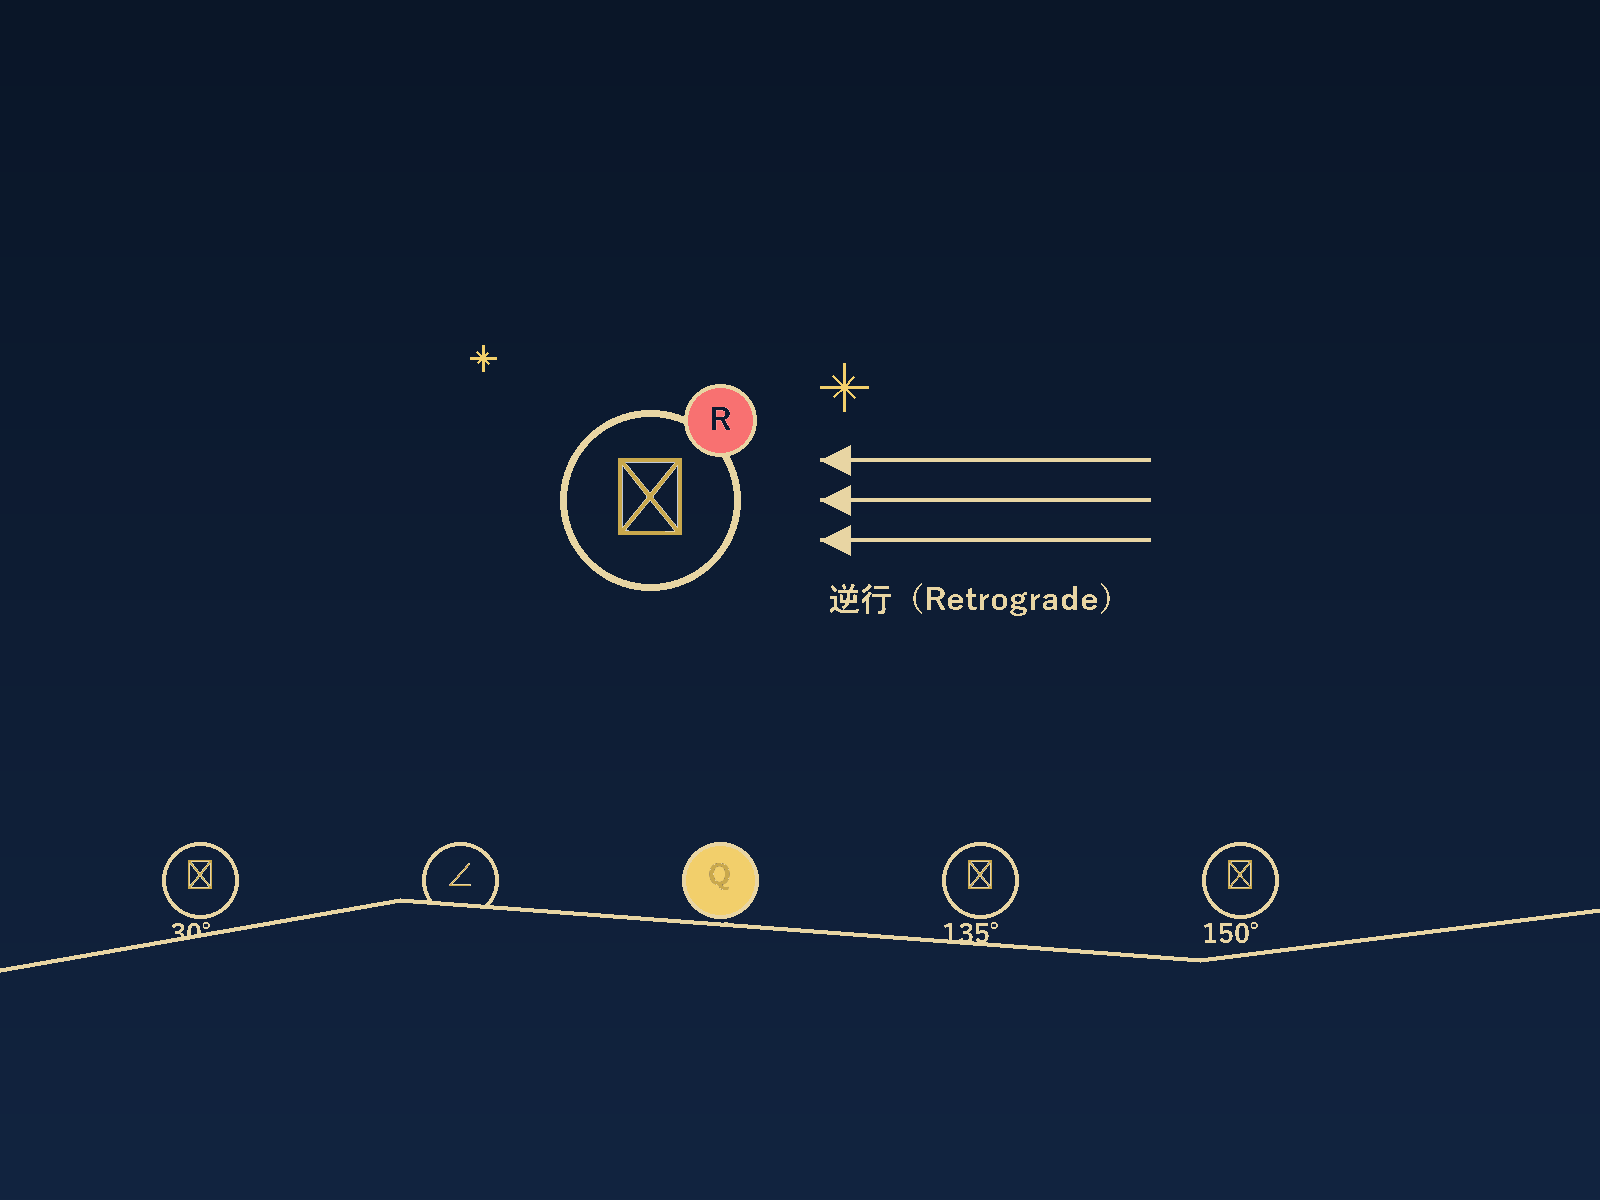 R
逆行（Retrograde）
∠
Q
30°
135°
150°